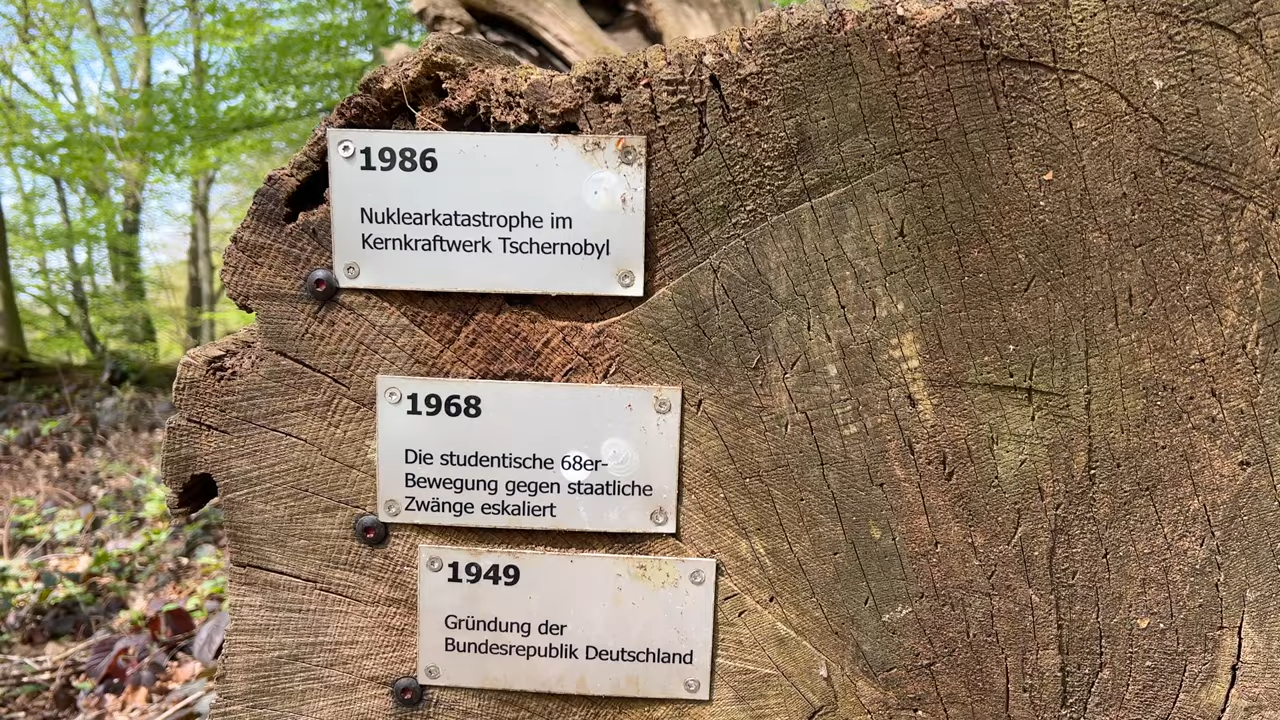 1986
Nuklearkatastrophe im
Kernkraftwerk Tschernobyl
1968
Die studentische 68er-
Bewegung gegen staatliche
Zwänge eskaliert
1949
Gründung der
Bundesrepublik Deutschland